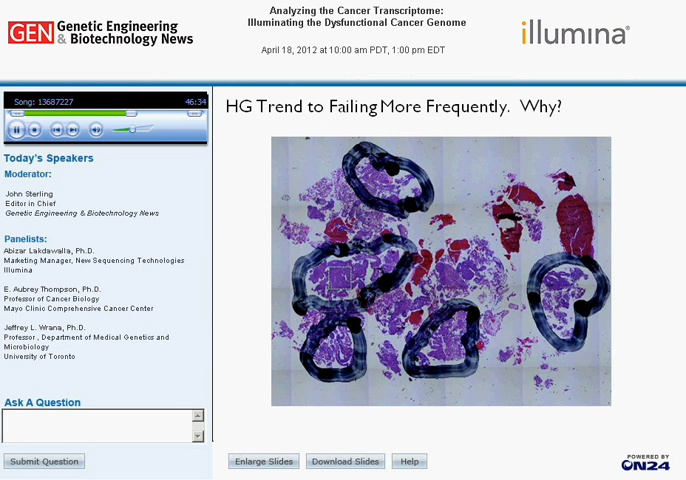 GEN Genetic Engineering
& Biotechnology News
Analyzing the Cancer Transcriptome:
Illuminating the Dysfunctional Cancer Genome
April 18, 2012 at 10:00 am PDT, 1:00 pm EDT
illumina®
Song: 13687227 46:34
HG Trend to Failing More Frequently. Why?
Today's Speakers
Moderator:
John Sterling
Editor in Chief
Genetic Engineering & Biotechnology News
Panelists:
Abizar Lakdawalla, Ph.D.
Marketing Manager, New Sequencing Technologies
Illumina
E. Aubrey Thompson, Ph.D.
Professor of Cancer Biology
Mayo Clinic Comprehensive Cancer Center
Jeffrey L. Wrana, Ph.D.
Professor , Department of Medical Genetics and
Microbiology
University of Toronto
Ask A Question
Submit Question
Enlarge Slides
Download Slides
Help
POWERED BY
ON24